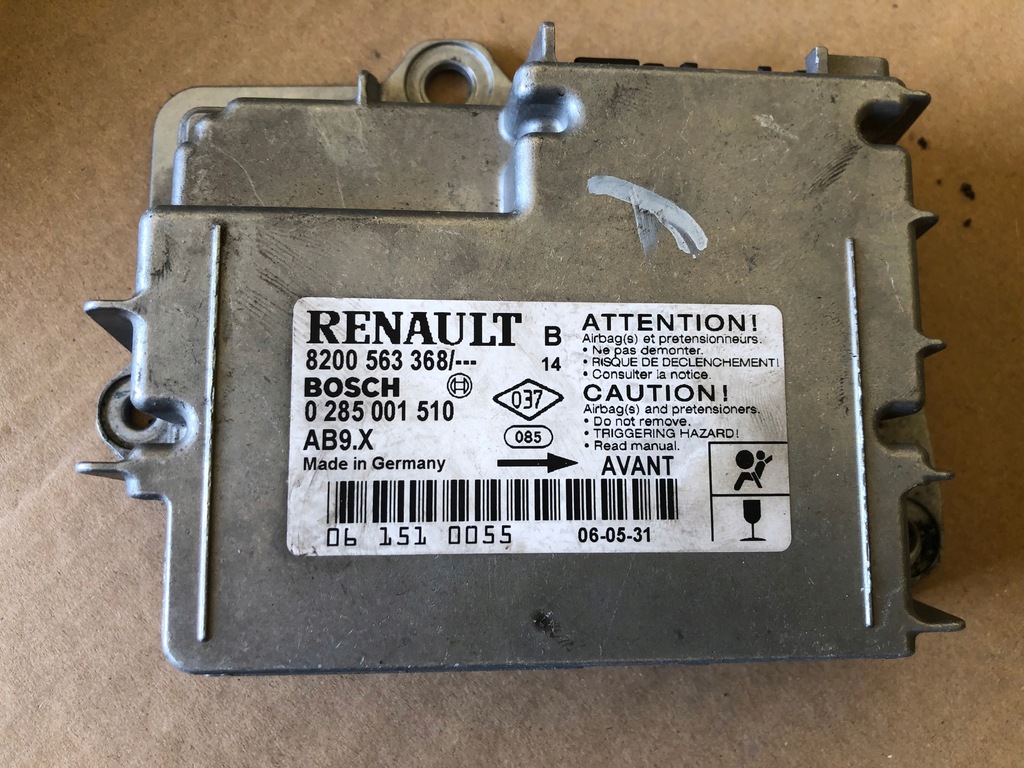 RENAULT B
8200 563 368/--- 14
BOSCH
0 285 001 510
AB9.X
Made in Germany
037
085
ATTENTION!
Airbag(s) et pretensionneurs.
• Ne pas demonter.
• RISQUE DE DECLENCHEMENT!
• Consulter la notice.
CAUTION!
Airbag(s) and pretensioners.
• Do not remove.
• TRIGGERING HAZARD!
• Read manual.
AVANT
06 151 0055
06-05-31